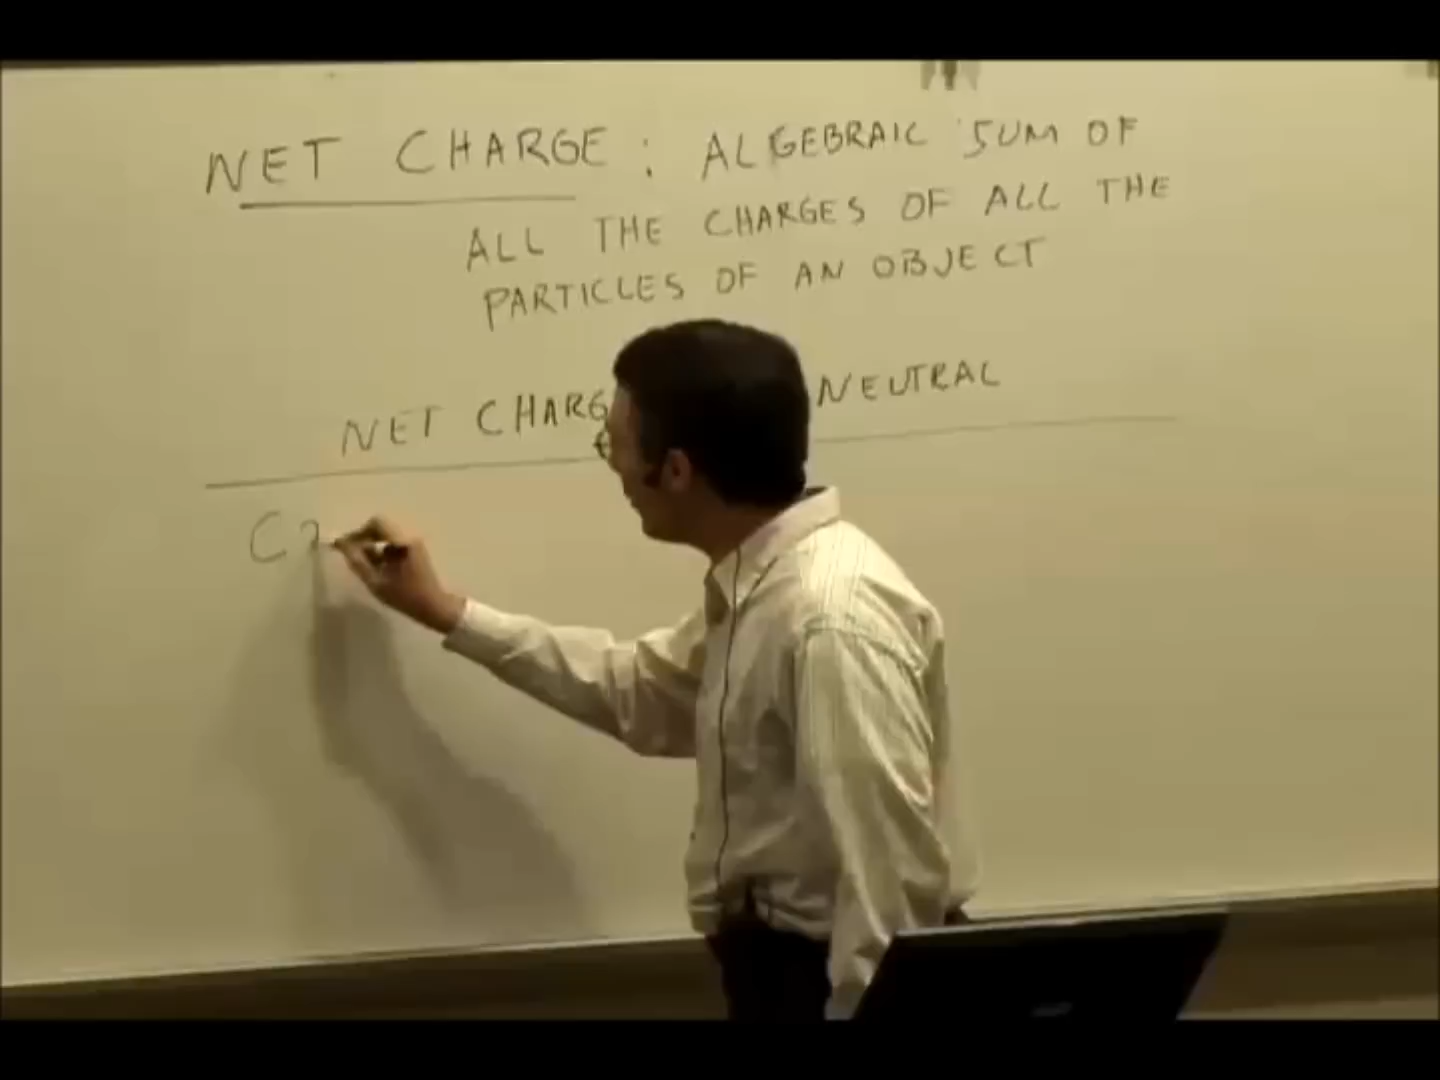 NET CHARGE : ALGEBRAIC SUM OF
ALL THE CHARGES OF ALL THE
PARTICLES OF AN OBJECT
NET CHARG NEUTRAL
C